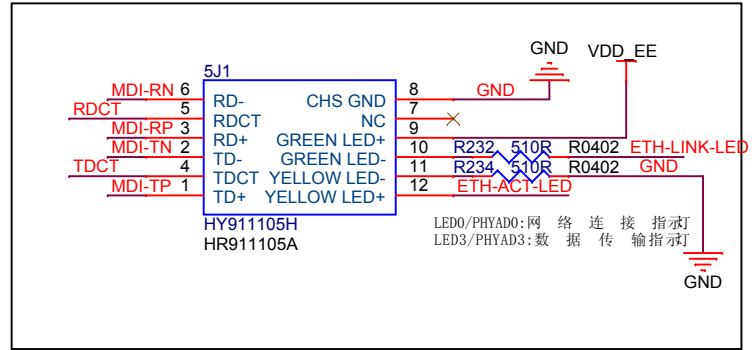 GND VDD_EE
5J1
MDI-RN 6 RD- CHS GND 8 GND
RDCT 5 RDCT NC 7
MDI-RP 3 RD+ GREEN LED+ 9
MDI-TN 2 TD- GREEN LED- 10 R232 510R R0402 ETH-LINK-LED
TDCT 4 TDCT YELLOW LED- 11 R234 510R R0402 GND
MDI-TP 1 TD+ YELLOW LED+ 12 ETH-ACT-LED
HY911105H
HR911105A
LED0/PHYAD0:网 络 连 接 指示灯
LED3/PHYAD3:数 据 传 输指示灯
GND